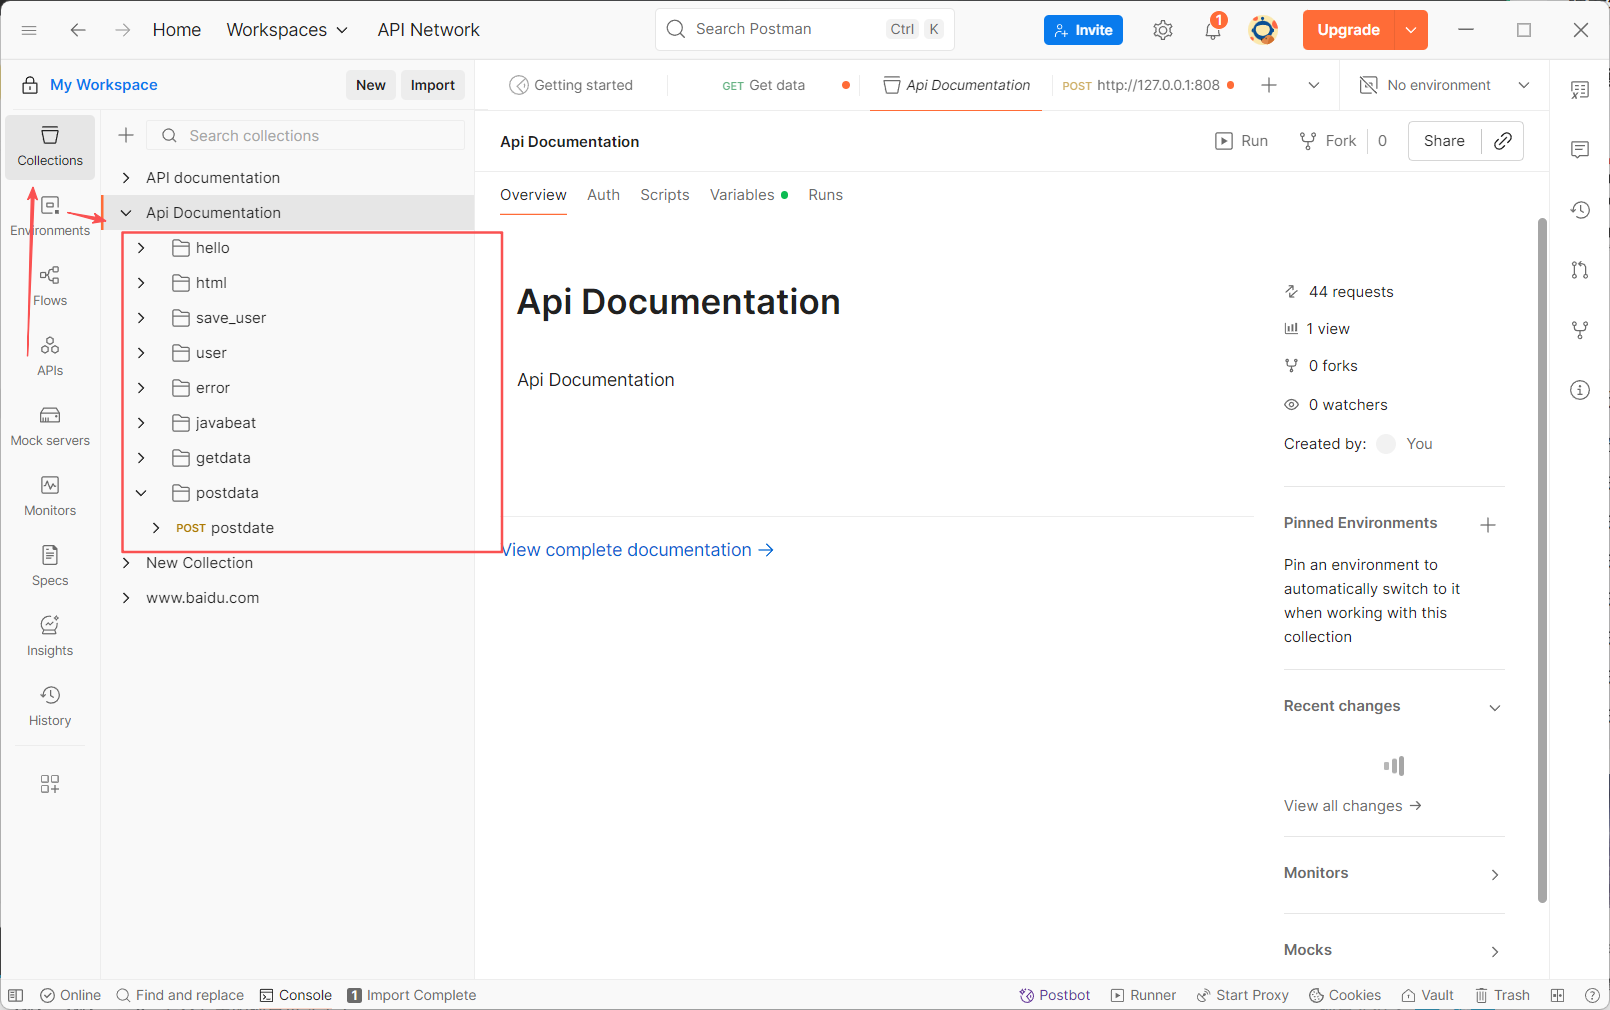 Home Workspaces API Network Search Postman Ctrl K Invite 1 Upgrade
My Workspace New Import
Getting started GET Get data Api Documentation POST http://127.0.0.1:808 No environment
Collections
Environments
Flows
APIs
Mock servers
Monitors
Specs
Insights
History
Search collections
API documentation
Api Documentation
hello
html
save_user
user
error
javabeat
getdata
postdata
POST postdate
New Collection
www.baidu.com
Api Documentation Run Fork 0 Share
Overview Auth Scripts Variables Runs
Api Documentation
Api Documentation
View complete documentation →
44 requests
1 view
0 forks
0 watchers
Created by: You
Pinned Environments
Pin an environment to
automatically switch to it
when working with this
collection
Recent changes
View all changes →
Monitors
Mocks
Online Find and replace Console 1 Import Complete Postbot Runner Start Proxy Cookies Vault Trash